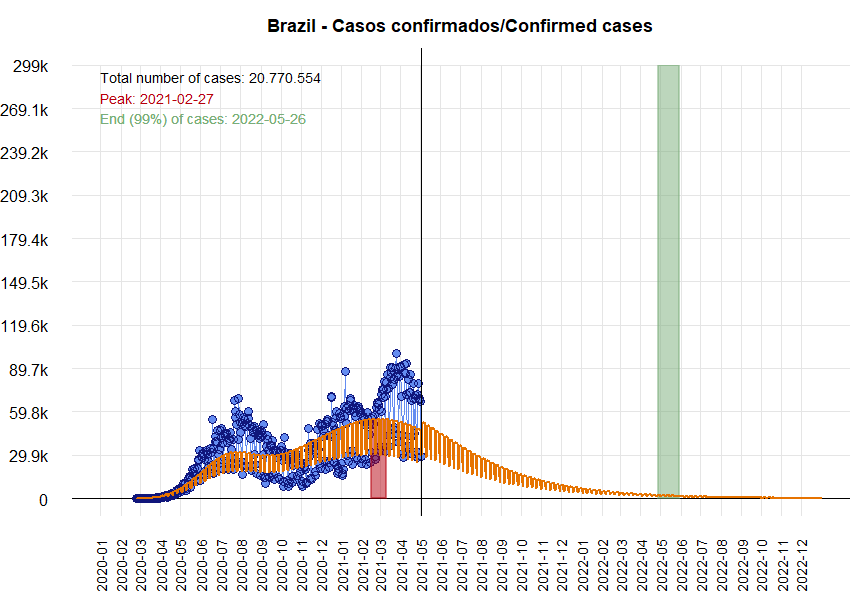 Brazil - Casos confirmados/Confirmed cases
299k
269.1k
239.2k
209.3k
179.4k
149.5k
119.6k
89.7k
59.8k
29.9k
0
Total number of cases: 20.770.554
Peak: 2021-02-27
End (99%) of cases: 2022-05-26
2020-01
2020-02
2020-03
2020-04
2020-05
2020-06
2020-07
2020-08
2020-09
2020-10
2020-11
2020-12
2021-01
2021-02
2021-03
2021-04
2021-05
2021-06
2021-07
2021-08
2021-09
2021-10
2021-11
2021-12
2022-01
2022-02
2022-03
2022-04
2022-05
2022-06
2022-07
2022-08
2022-09
2022-10
2022-11
2022-12